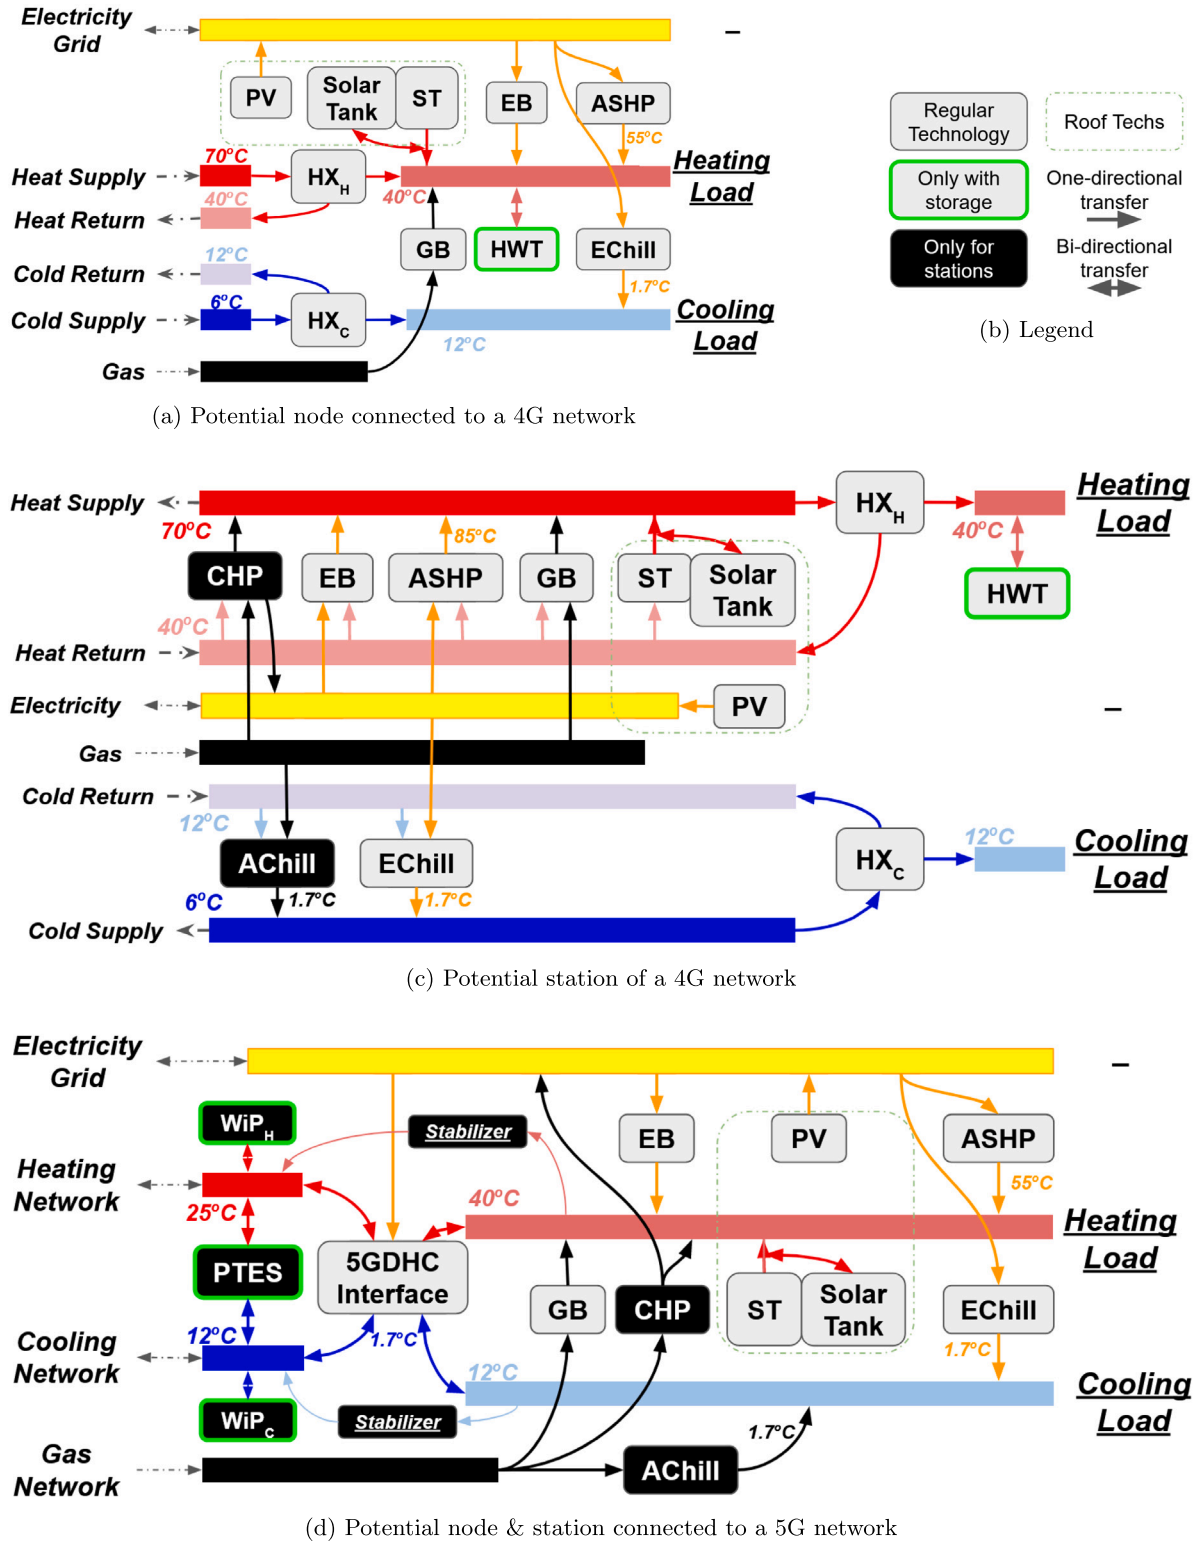 Electricity
Grid
–
PV
Solar
Tank
ST
EB
ASHP
55°C
70°C
Heat Supply
HX_H
40°C
Heating
Load
40°C
Heat Return
GB
HWT
EChill
12°C
Cold Return
1.7°C
6°C
Cold Supply
HX_C
12°C
Cooling
Load
Gas
(a) Potential node connected to a 4G network
Regular
Technology
Roof Techs
Only with
storage
One-directional
transfer
Only for
stations
Bi-directional
transfer
(b) Legend
Heat Supply
70°C
85°C
HX_H
40°C
Heating
Load
CHP
EB
ASHP
GB
ST
Solar
Tank
HWT
40°C
Heat Return
Electricity
PV
–
Gas
Cold Return
12°C
AChill
EChill
HX_C
12°C
Cooling
Load
6°C
1.7°C
1.7°C
Cold Supply
(c) Potential station of a 4G network
Electricity
Grid
–
WiP_H
Stabilizer
EB
PV
ASHP
Heating
Network
25°C
40°C
55°C
Heating
Load
PTES
5GDHC
Interface
GB
CHP
ST
Solar
Tank
EChill
Cooling
Network
12°C
1.7°C
1.7°C
12°C
Cooling
Load
WiP_C
Stabilizer
1.7°C
Gas
Network
AChill
(d) Potential node & station connected to a 5G network